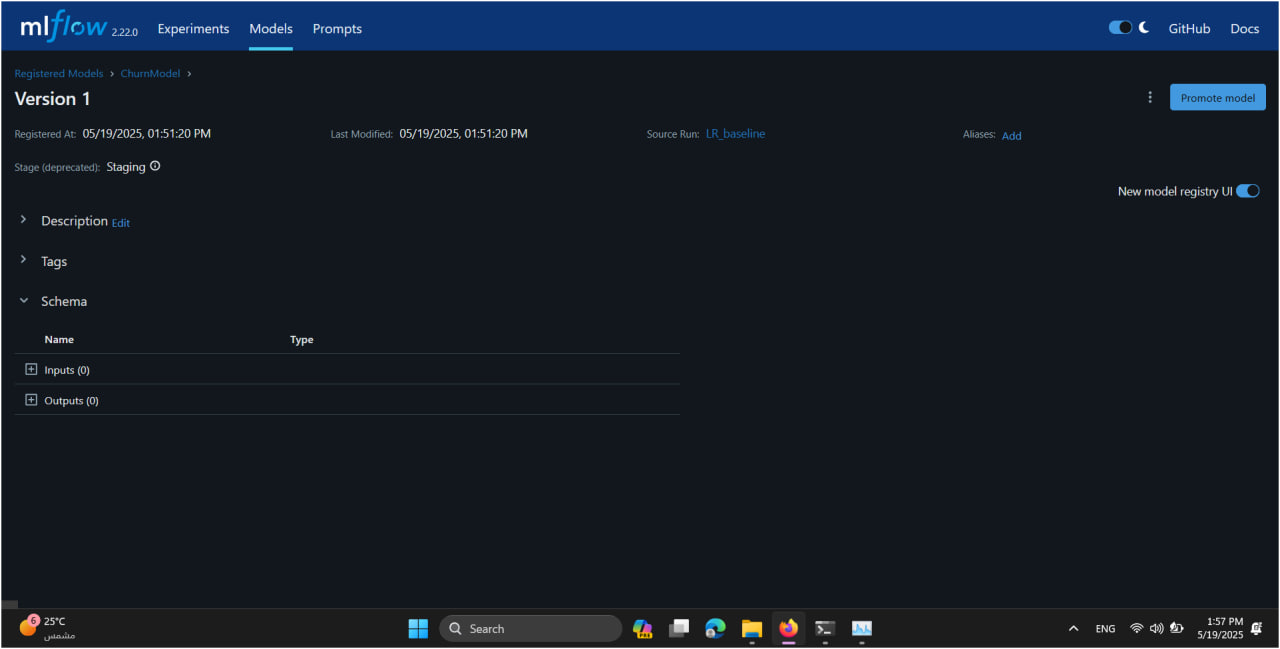 mlflow 2.22.0 Experiments Models Prompts GitHub Docs
Registered Models › ChurnModel ›
Version 1
Promote model
Registered At: 05/19/2025, 01:51:20 PM Last Modified: 05/19/2025, 01:51:20 PM Source Run: LR_baseline Aliases: Add
Stage (deprecated): Staging
New model registry UI
Description Edit
Tags
Schema
Name Type
Inputs (0)
Outputs (0)
6 25°C
مشمس
Search
PRE
ENG
1:57 PM
5/19/2025